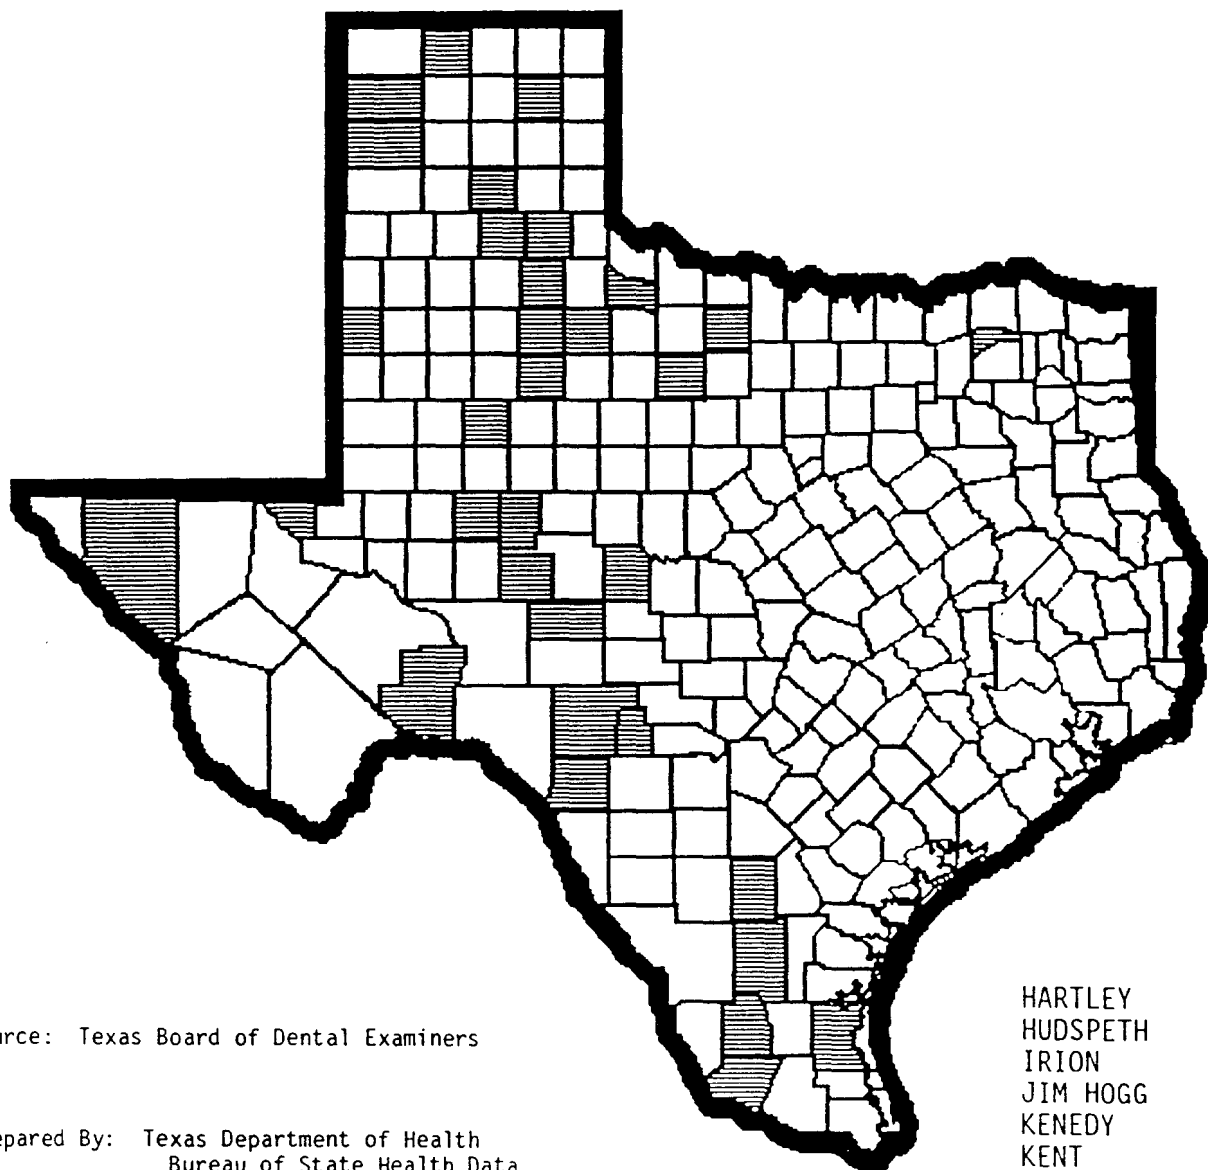 urce: Texas Board of Dental Examiners
epared By: Texas Department of Health
Bureau of State Health Data
HARTLEY
HUDSPETH
IRION
JIM HOGG
KENEDY
KENT